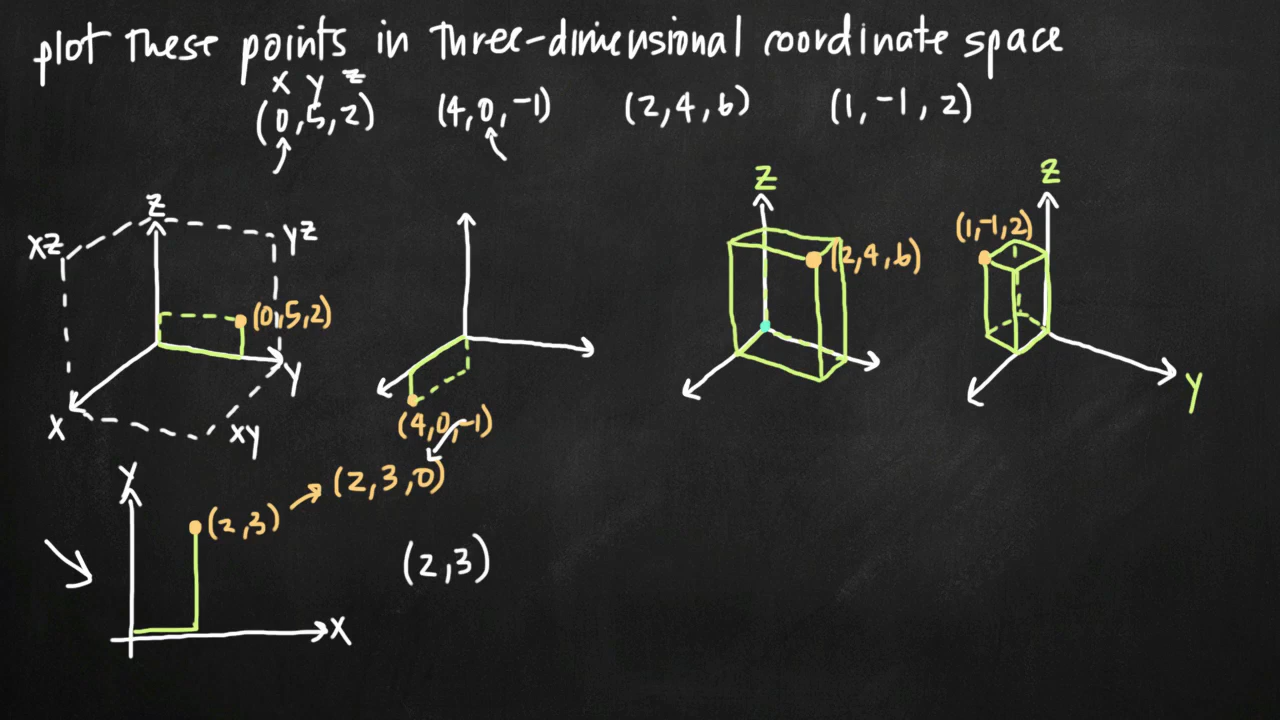 plot these points in three-dimensional coordinate space
x y z
(0,5,2) (4,0,-1) (2,4,6) (1,-1,2)
z
xz
yz
(0,5,2)
y
x
xy
(4,0,-1)
z
(2,4,6)
z
(1,-1,2)
y
y
(2,3)
(2,3,0)
(2,3)
x